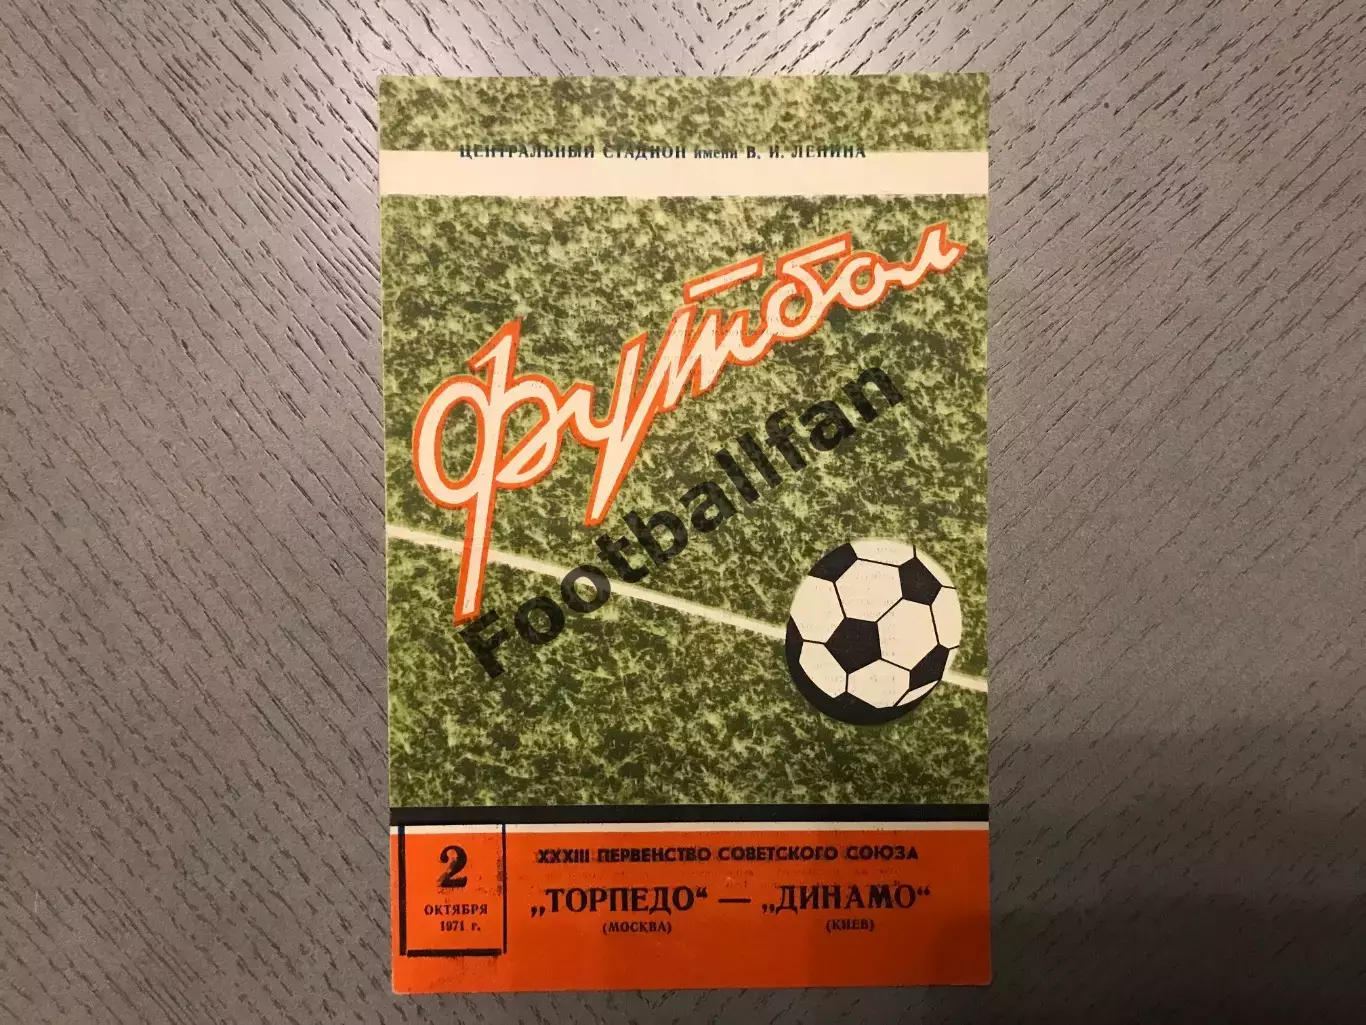 ЦЕНТРАЛЬНЫЙ СТАДИОН имени В. И. ЛЕНИНА
Футбол
Footballfan
2
ОКТЯБРЯ
1971 г.
XXXIII ПЕРВЕНСТВО СОВЕТСКОГО СОЮЗА
„ТОРПЕДО“ — „ДИНАМО“
(МОСКВА) (КИЕВ)